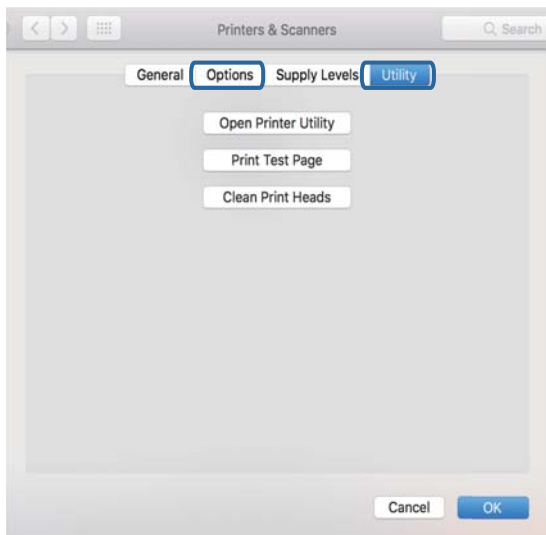 Printers & Scanners Search
General Options Supply Levels Utility
Open Printer Utility
Print Test Page
Clean Print Heads
Cancel OK